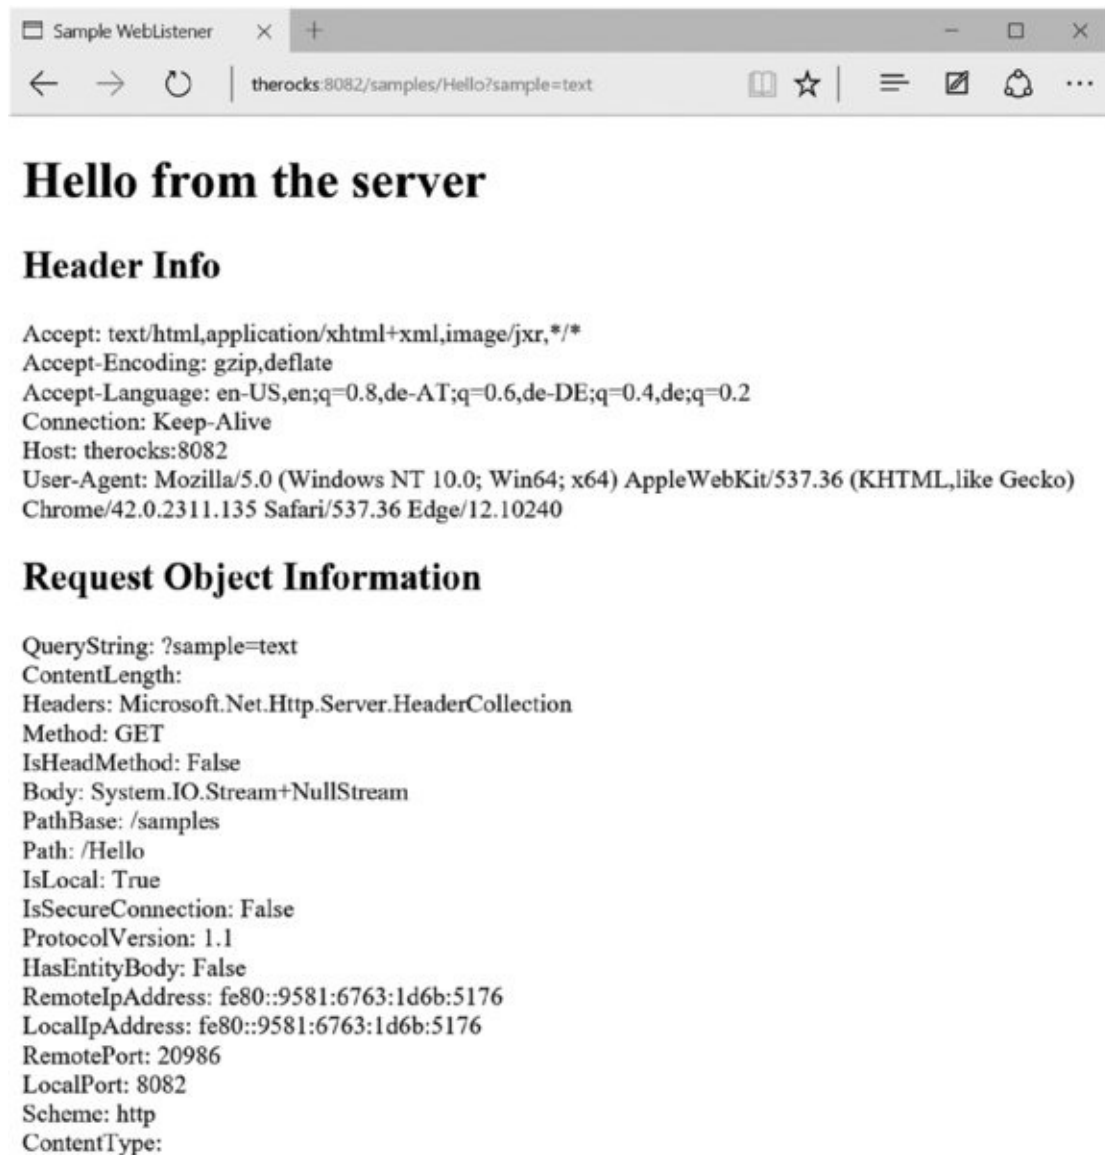 Sample WebListener
therocks:8082/samples/Hello?sample=text
Hello from the server
Header Info
Accept: text/html,application/xhtml+xml,image/jxr,*/*
Accept-Encoding: gzip,deflate
Accept-Language: en-US,en;q=0.8,de-AT;q=0.6,de-DE;q=0.4,de;q=0.2
Connection: Keep-Alive
Host: therocks:8082
User-Agent: Mozilla/5.0 (Windows NT 10.0; Win64; x64) AppleWebKit/537.36 (KHTML,like Gecko)
Chrome/42.0.2311.135 Safari/537.36 Edge/12.10240
Request Object Information
QueryString: ?sample=text
ContentLength:
Headers: Microsoft.Net.Http.Server.HeaderCollection
Method: GET
IsHeadMethod: False
Body: System.IO.Stream+NullStream
PathBase: /samples
Path: /Hello
IsLocal: True
IsSecureConnection: False
ProtocolVersion: 1.1
HasEntityBody: False
RemoteIpAddress: fe80::9581:6763:1d6b:5176
LocalIpAddress: fe80::9581:6763:1d6b:5176
RemotePort: 20986
LocalPort: 8082
Scheme: http
ContentType: